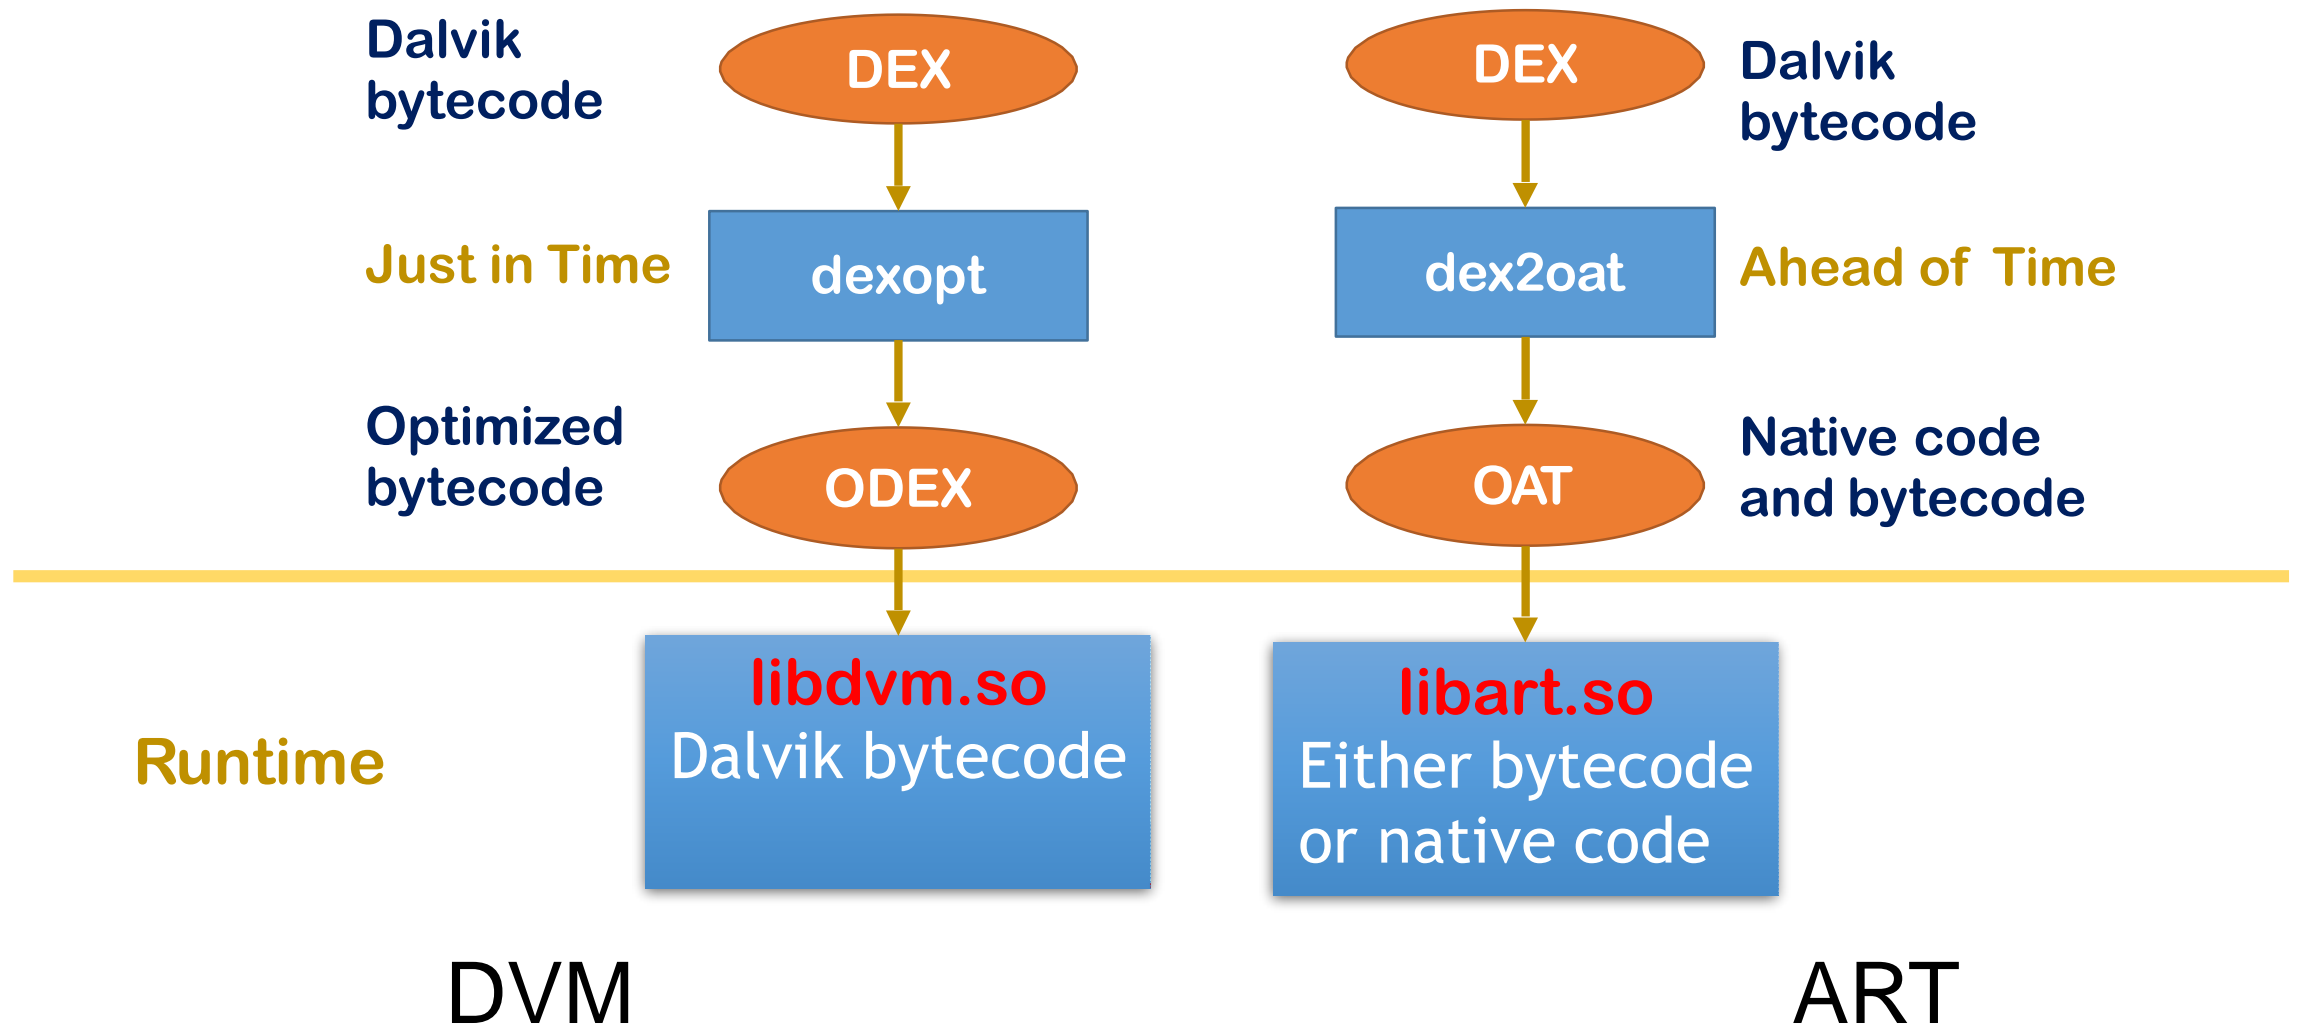 Dalvik
bytecode
DEX
DEX
Dalvik
bytecode
Just in Time
dexopt
dex2oat
Ahead of Time
Optimized
bytecode
ODEX
OAT
Native code
and bytecode
Runtime
libdvm.so
Dalvik bytecode
libart.so
Either bytecode
or native code
DVM
ART